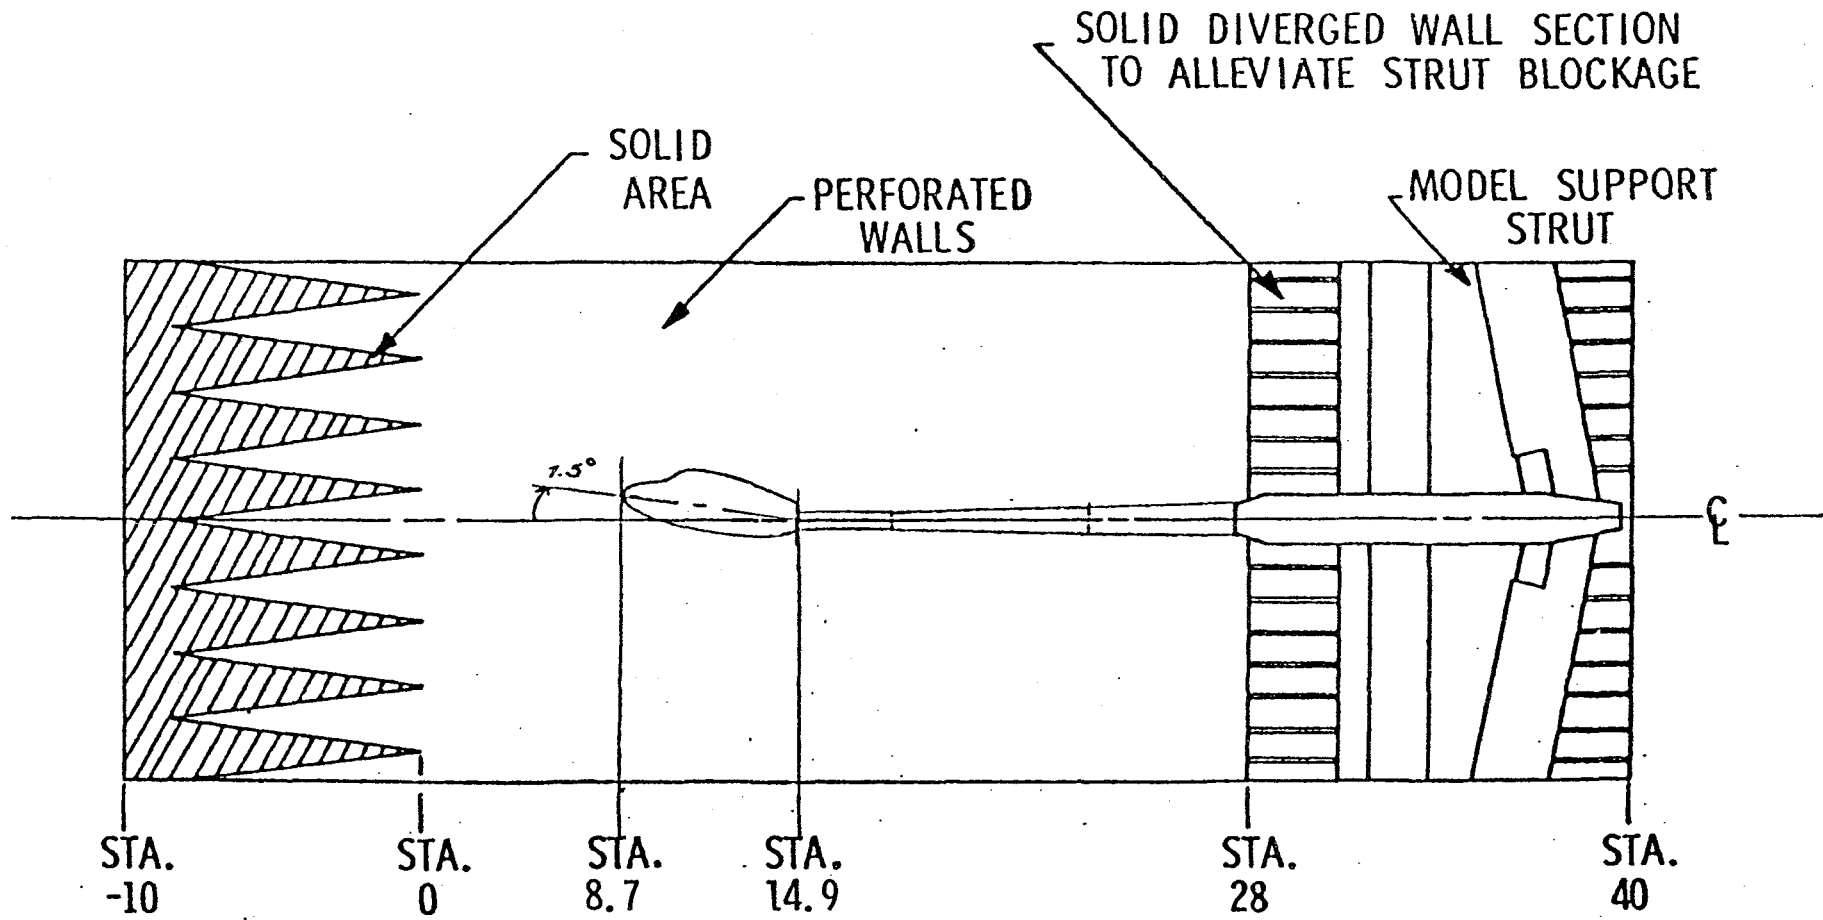 SOLID DIVERGED WALL SECTION
TO ALLEVIATE STRUT BLOCKAGE
SOLID
AREA
PERFORATED
WALLS
MODEL SUPPORT
STRUT
7.5°
℄
STA.
-10
STA.
0
STA.
8.7
STA.
14.9
STA.
28
STA.
40